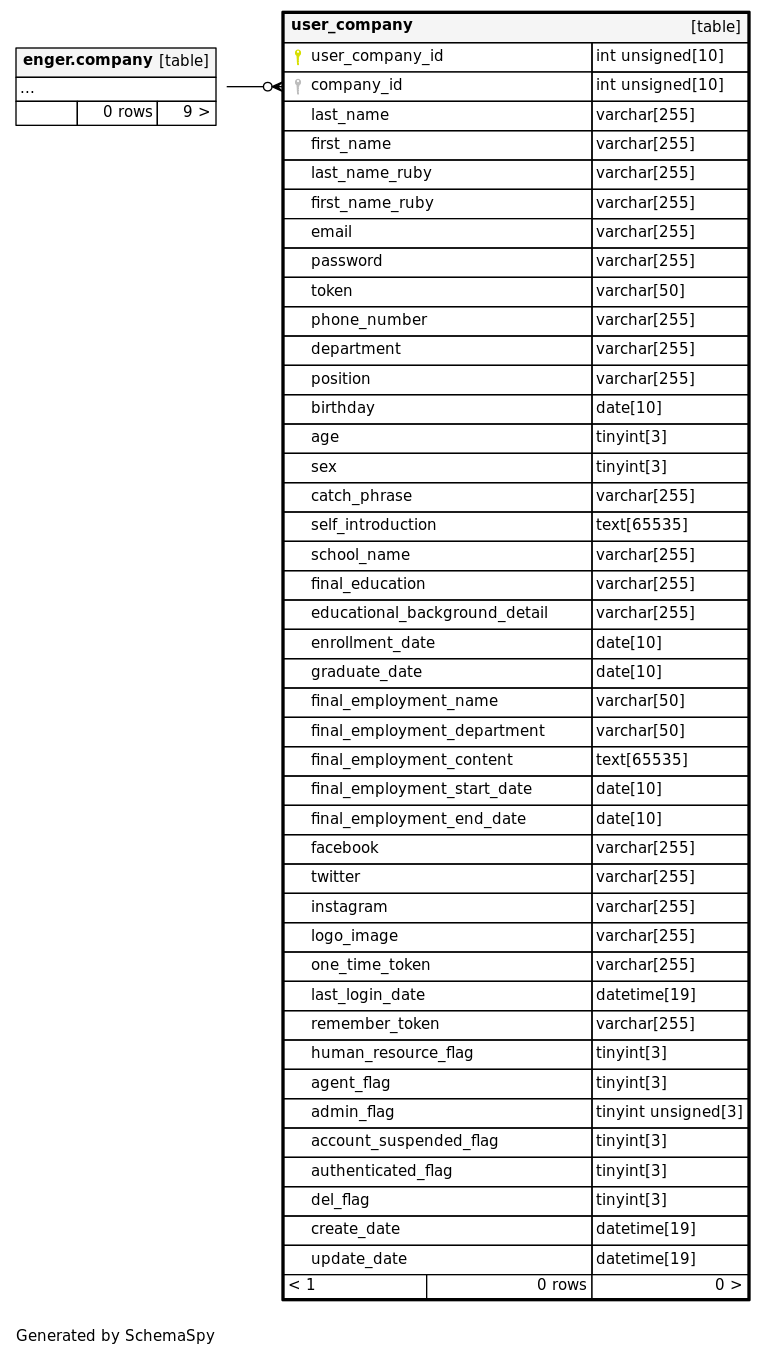 user_company [table]
enger.company [table]
...
0 rows 9 >
user_company_id int unsigned[10]
company_id int unsigned[10]
last_name varchar[255]
first_name varchar[255]
last_name_ruby varchar[255]
first_name_ruby varchar[255]
email varchar[255]
password varchar[255]
token varchar[50]
phone_number varchar[255]
department varchar[255]
position varchar[255]
birthday date[10]
age tinyint[3]
sex tinyint[3]
catch_phrase varchar[255]
self_introduction text[65535]
school_name varchar[255]
final_education varchar[255]
educational_background_detail varchar[255]
enrollment_date date[10]
graduate_date date[10]
final_employment_name varchar[50]
final_employment_department varchar[50]
final_employment_content text[65535]
final_employment_start_date date[10]
final_employment_end_date date[10]
facebook varchar[255]
twitter varchar[255]
instagram varchar[255]
logo_image varchar[255]
one_time_token varchar[255]
last_login_date datetime[19]
remember_token varchar[255]
human_resource_flag tinyint[3]
agent_flag tinyint[3]
admin_flag tinyint unsigned[3]
account_suspended_flag tinyint[3]
authenticated_flag tinyint[3]
del_flag tinyint[3]
create_date datetime[19]
update_date datetime[19]
< 1 0 rows 0 >
Generated by SchemaSpy